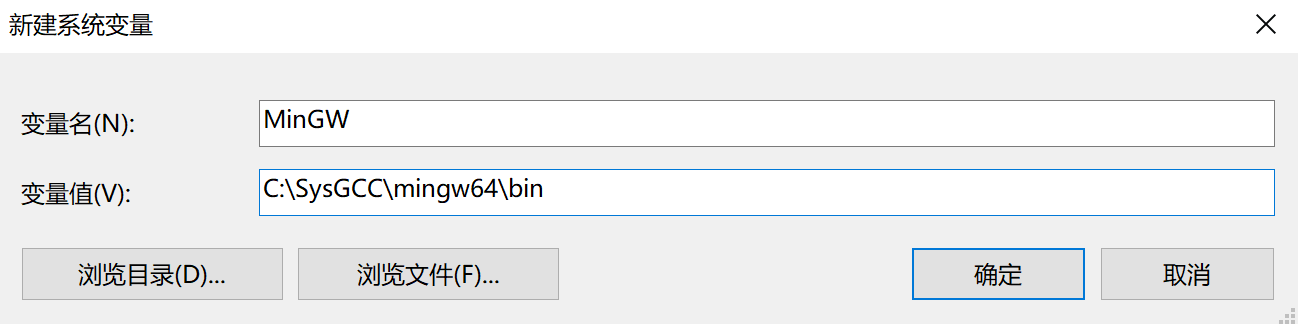 新建系统变量
变量名(N):
MinGW
变量值(V):
C:\SysGCC\mingw64\bin
浏览目录(D)...
浏览文件(F)...
确定
取消